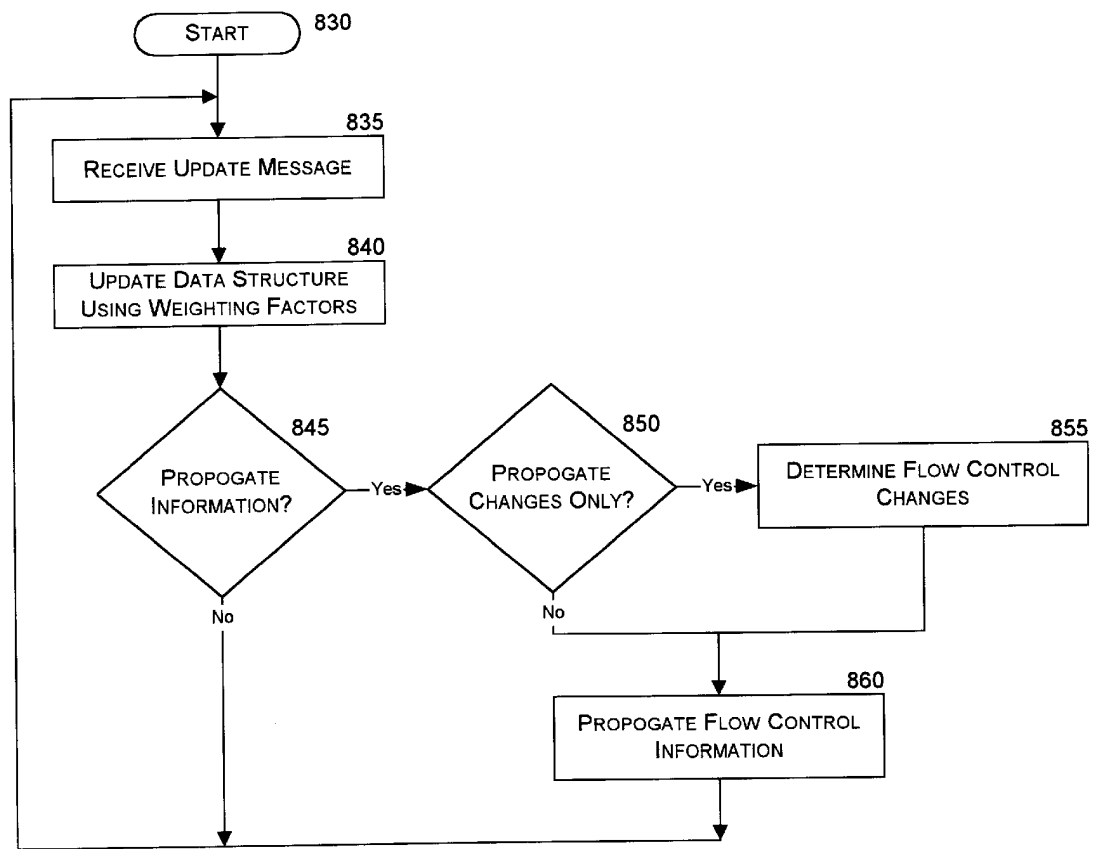 START
830
835
RECEIVE UPDATE MESSAGE
840
UPDATE DATA STRUCTURE
USING WEIGHTING FACTORS
845
PROPOGATE
INFORMATION?
Yes
No
850
PROPOGATE
CHANGES ONLY?
Yes
No
855
DETERMINE FLOW CONTROL
CHANGES
860
PROPOGATE FLOW CONTROL
INFORMATION